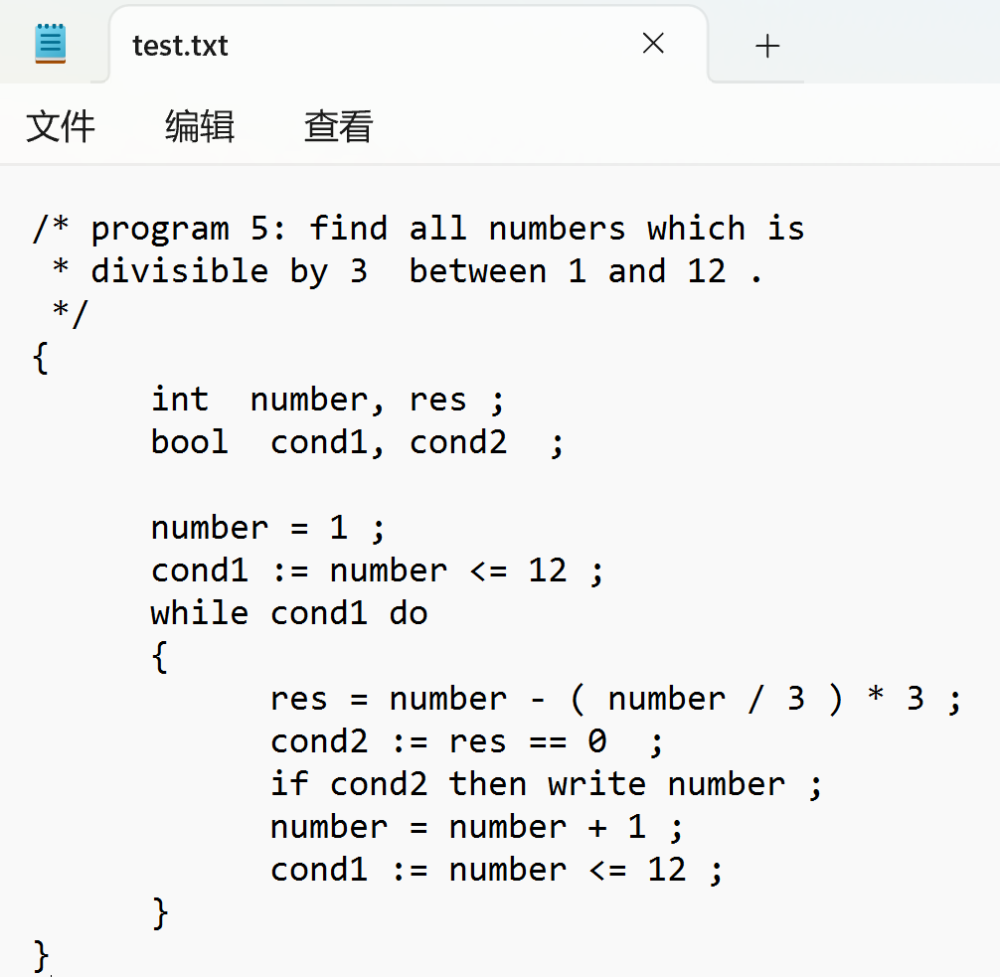 test.txt
文件 编辑 查看
/* program 5: find all numbers which is
 * divisible by 3  between 1 and 12 .
 */
{
      int  number, res ;
      bool  cond1, cond2  ;

      number = 1 ;
      cond1 := number <= 12 ;
      while cond1 do
      {
            res = number - ( number / 3 ) * 3 ;
            cond2 := res == 0  ;
            if cond2 then write number ;
            number = number + 1 ;
            cond1 := number <= 12 ;
      }
}